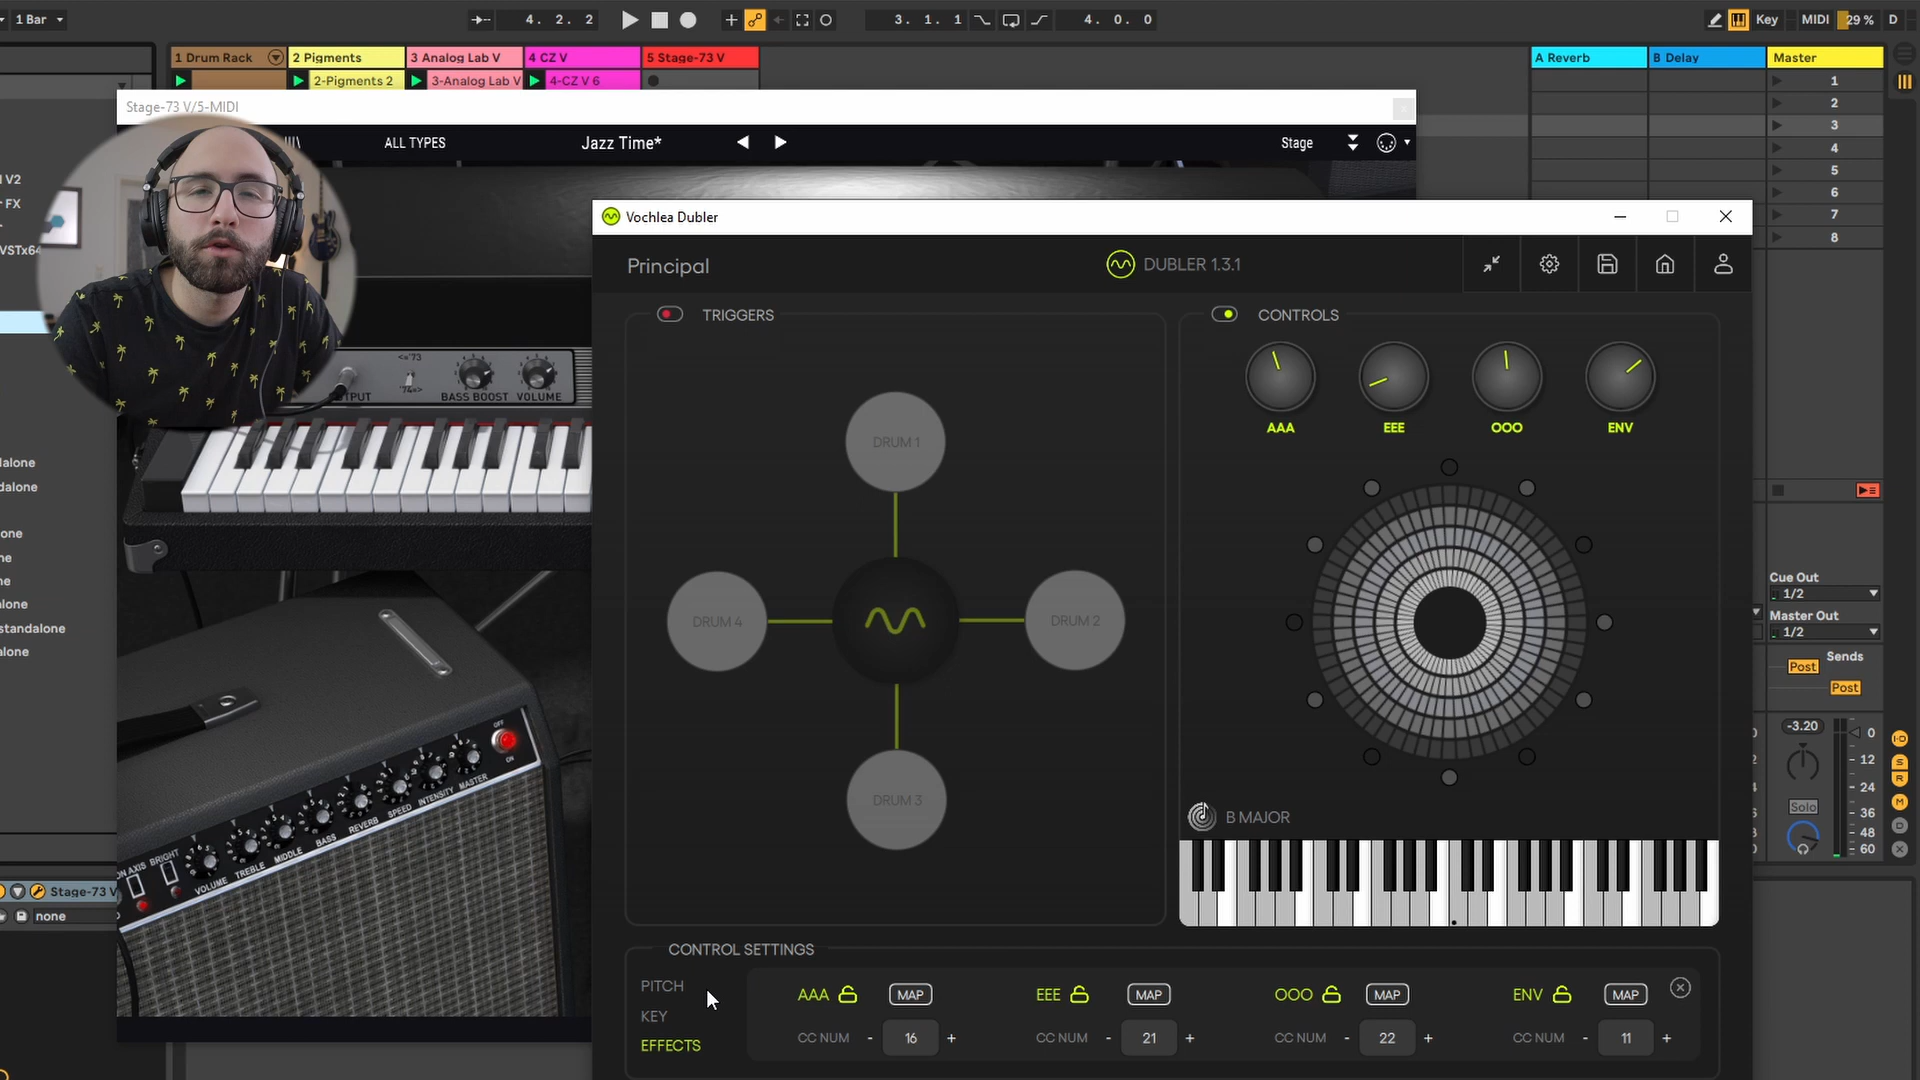 1 Bar
4. 2. 2
3. 1. 1
4. 0. 0
Key
MIDI
29 %
D
1 Drum Rack
2 Pigments
3 Analog Lab V
4 CZ V
5 Stage-73 V
A Reverb
B Delay
Master
2-Pigments 2
3-Analog Lab V
4-CZ V 6
1
2
3
4
5
6
7
8
Stage-73 V/5-MIDI
ALL TYPES
Jazz Time*
Stage
V2
FX
VSTx64
Vochlea Dubler
Principal
DUBLER 1.3.1
TRIGGERS
CONTROLS
AAA
EEE
OOO
ENV
DRUM 1
DRUM 4
DRUM 2
DRUM 3
B MAJOR
BASS BOOST
VOLUME
OFF
ON
BRIGHT
VOLUME
TREBLE
MIDDLE
BASS
REVERB
SPEED
INTENSITY
MASTER
alone
dalone
one
ne
e
lone
standalone
alone
Stage-73 V
none
Cue Out
1/2
Master Out
1/2
Sends
Post
Post
-3.20
0
12
24
36
48
60
Solo
S
R
M
D
CONTROL SETTINGS
PITCH
KEY
EFFECTS
AAA MAP
CC NUM - 16 +
EEE MAP
CC NUM - 21 +
OOO MAP
CC NUM - 22 +
ENV MAP
CC NUM - 11 +